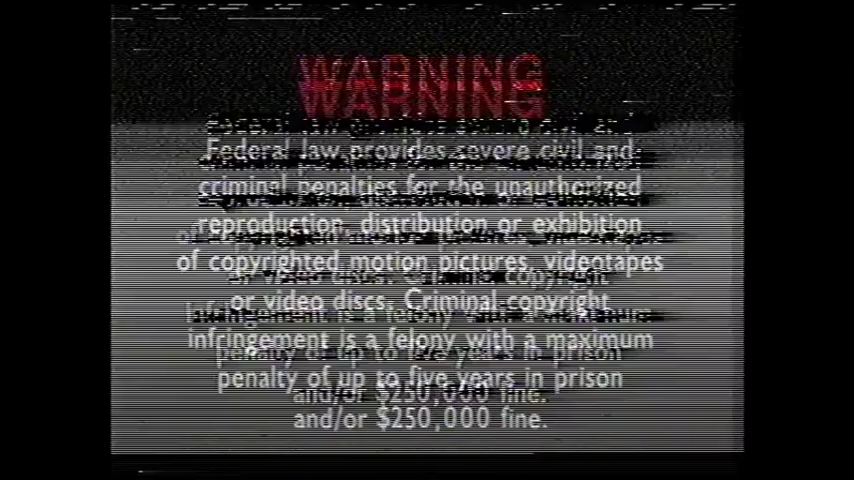 WARNING
Federal law provides severe civil and
criminal penalties for the unauthorized
reproduction, distribution or exhibition
of copyrighted motion pictures, videotapes
or video discs. Criminal copyright
infringement is a felony with a maximum
penalty of up to five years in prison
and/or $250,000 fine.